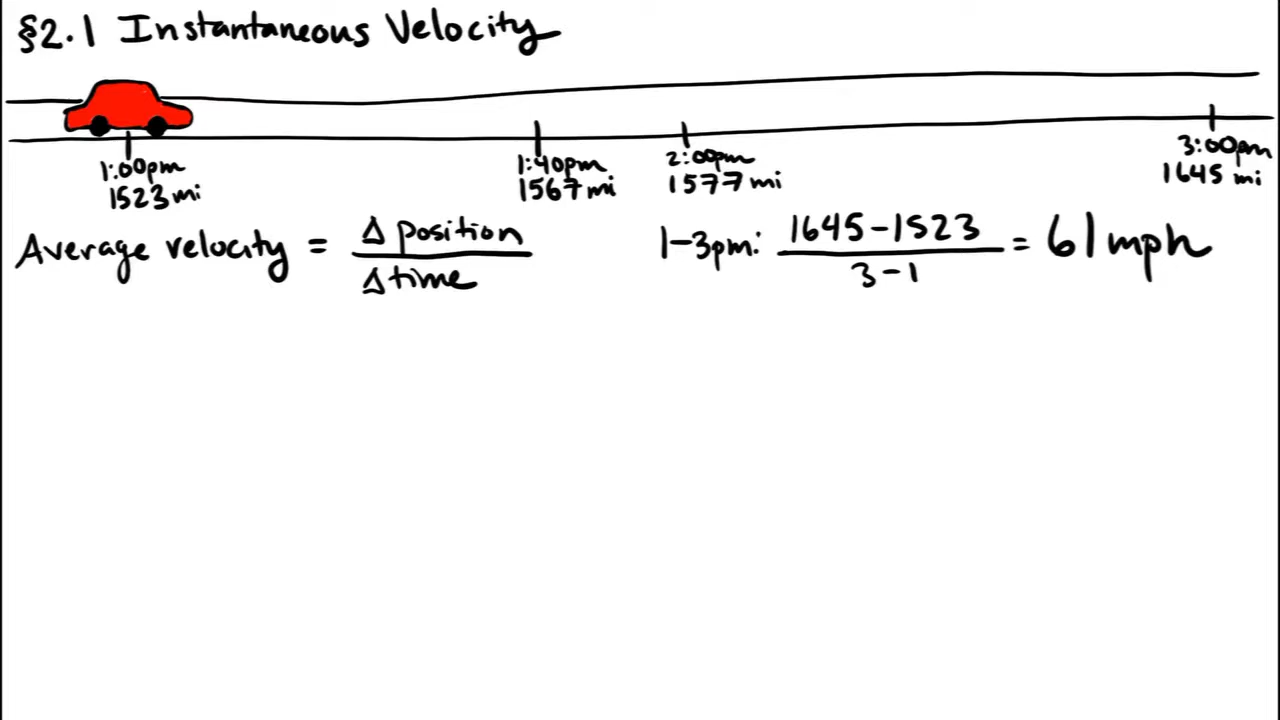 §2.1 Instantaneous Velocity
1:00pm
1523 mi
1:40pm
1567 mi
2:00pm
1577 mi
3:00pm
1645 mi
Average velocity = Δ position / Δ time
1-3pm: 1645-1523 / 3-1 = 61 mph